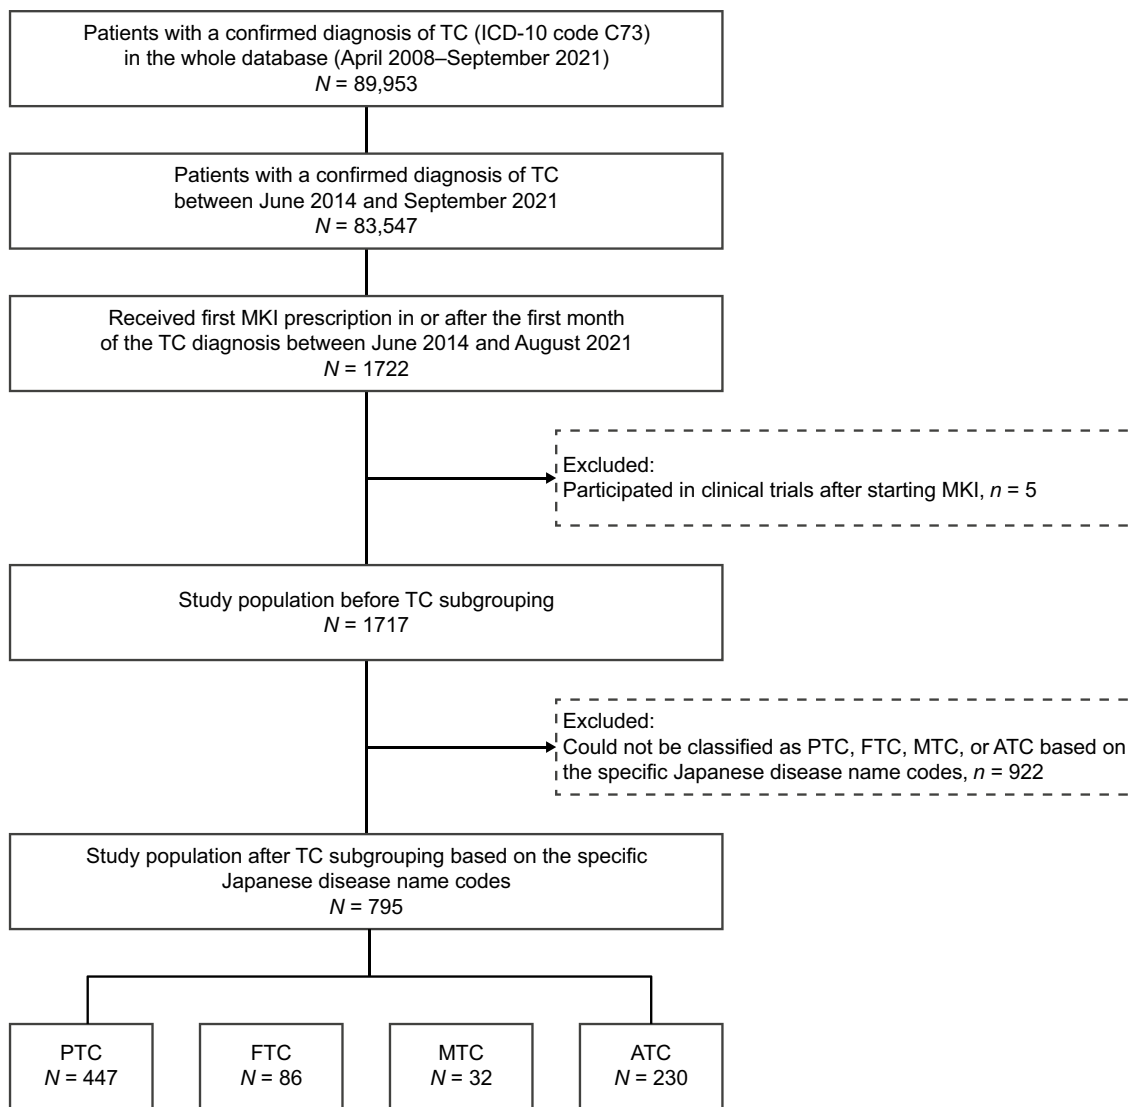 Patients with a confirmed diagnosis of TC (ICD-10 code C73)
in the whole database (April 2008–September 2021)
N = 89,953
Patients with a confirmed diagnosis of TC
between June 2014 and September 2021
N = 83,547
Received first MKI prescription in or after the first month
of the TC diagnosis between June 2014 and August 2021
N = 1722
Excluded:
Participated in clinical trials after starting MKI, n = 5
Study population before TC subgrouping
N = 1717
Excluded:
Could not be classified as PTC, FTC, MTC, or ATC based on
the specific Japanese disease name codes, n = 922
Study population after TC subgrouping based on the specific
Japanese disease name codes
N = 795
PTC
N = 447
FTC
N = 86
MTC
N = 32
ATC
N = 230